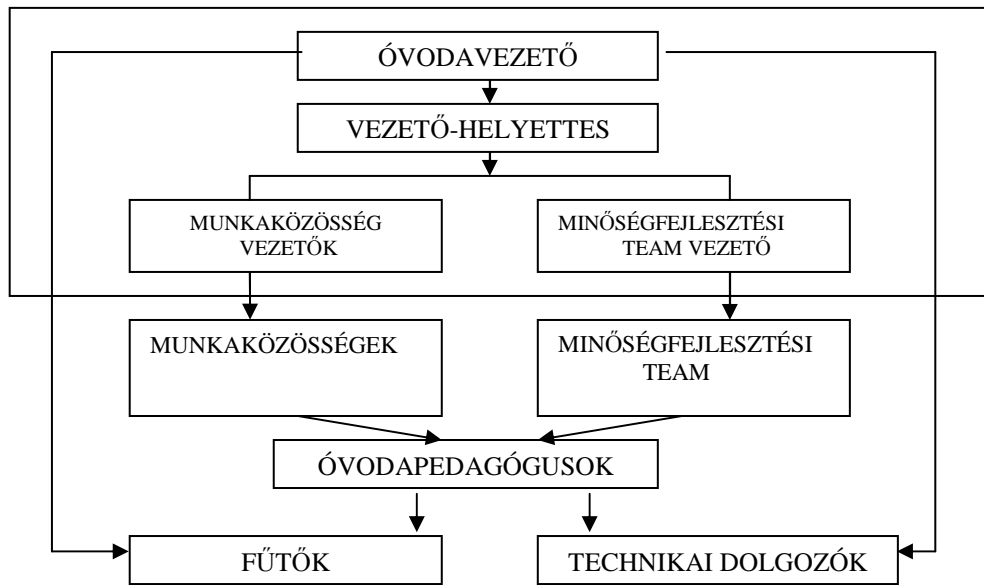 ÓVODAVEZETŐ
VEZETŐ-HELYETTES
MUNKAKÖZÖSSÉG
VEZETŐK
MINŐSÉGFEJLESZTÉSI
TEAM VEZETŐ
MUNKAKÖZÖSSÉGEK
MINŐSÉGFEJLESZTÉSI
TEAM
ÓVODAPEDAGÓGUSOK
FŰTŐK
TECHNIKAI DOLGOZÓK